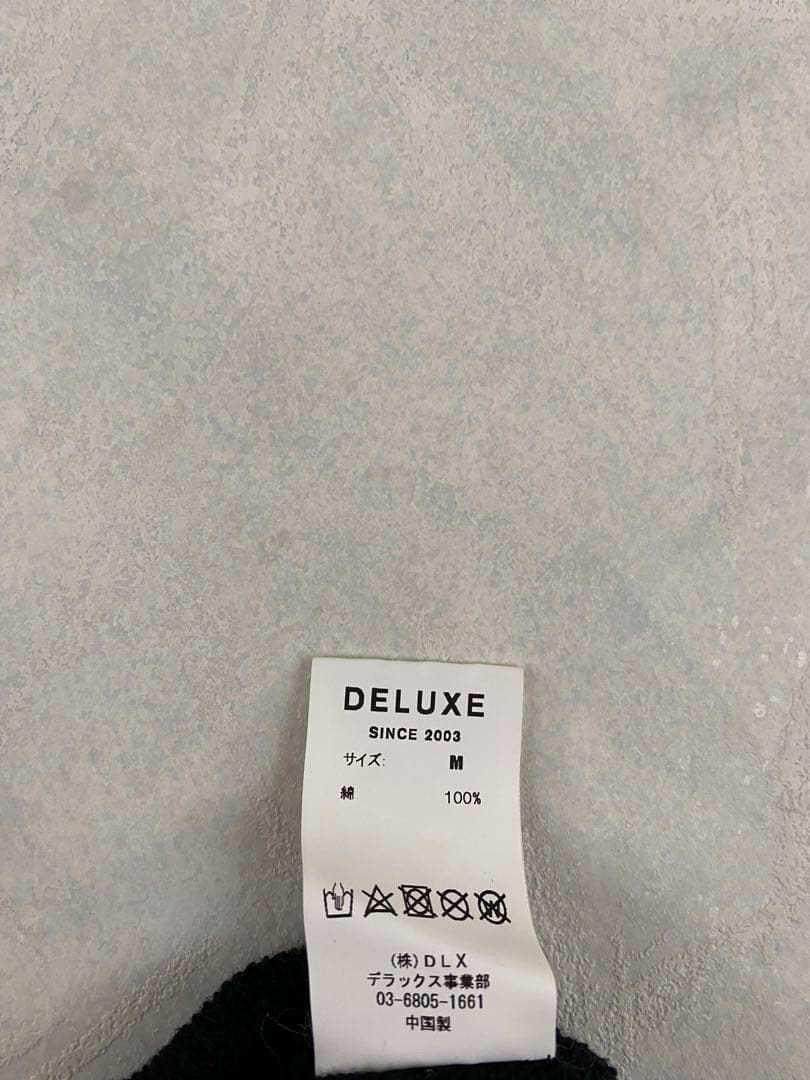 DELUXE
SINCE 2003
サイズ: M
綿 100%
(株)DLX
デラックス事業部
03-6805-1661
中国製